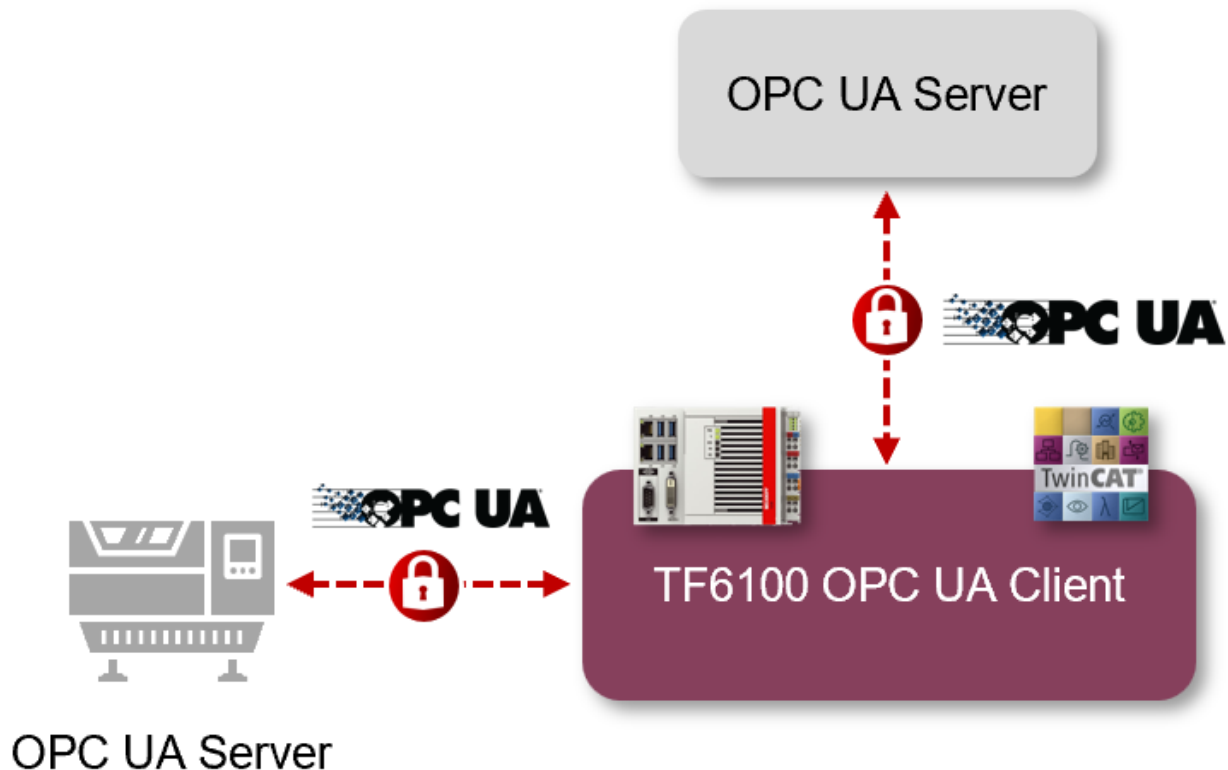 OPC UA Server
OPC UA
OPC UA
TwinCAT
TF6100 OPC UA Client
OPC UA Server